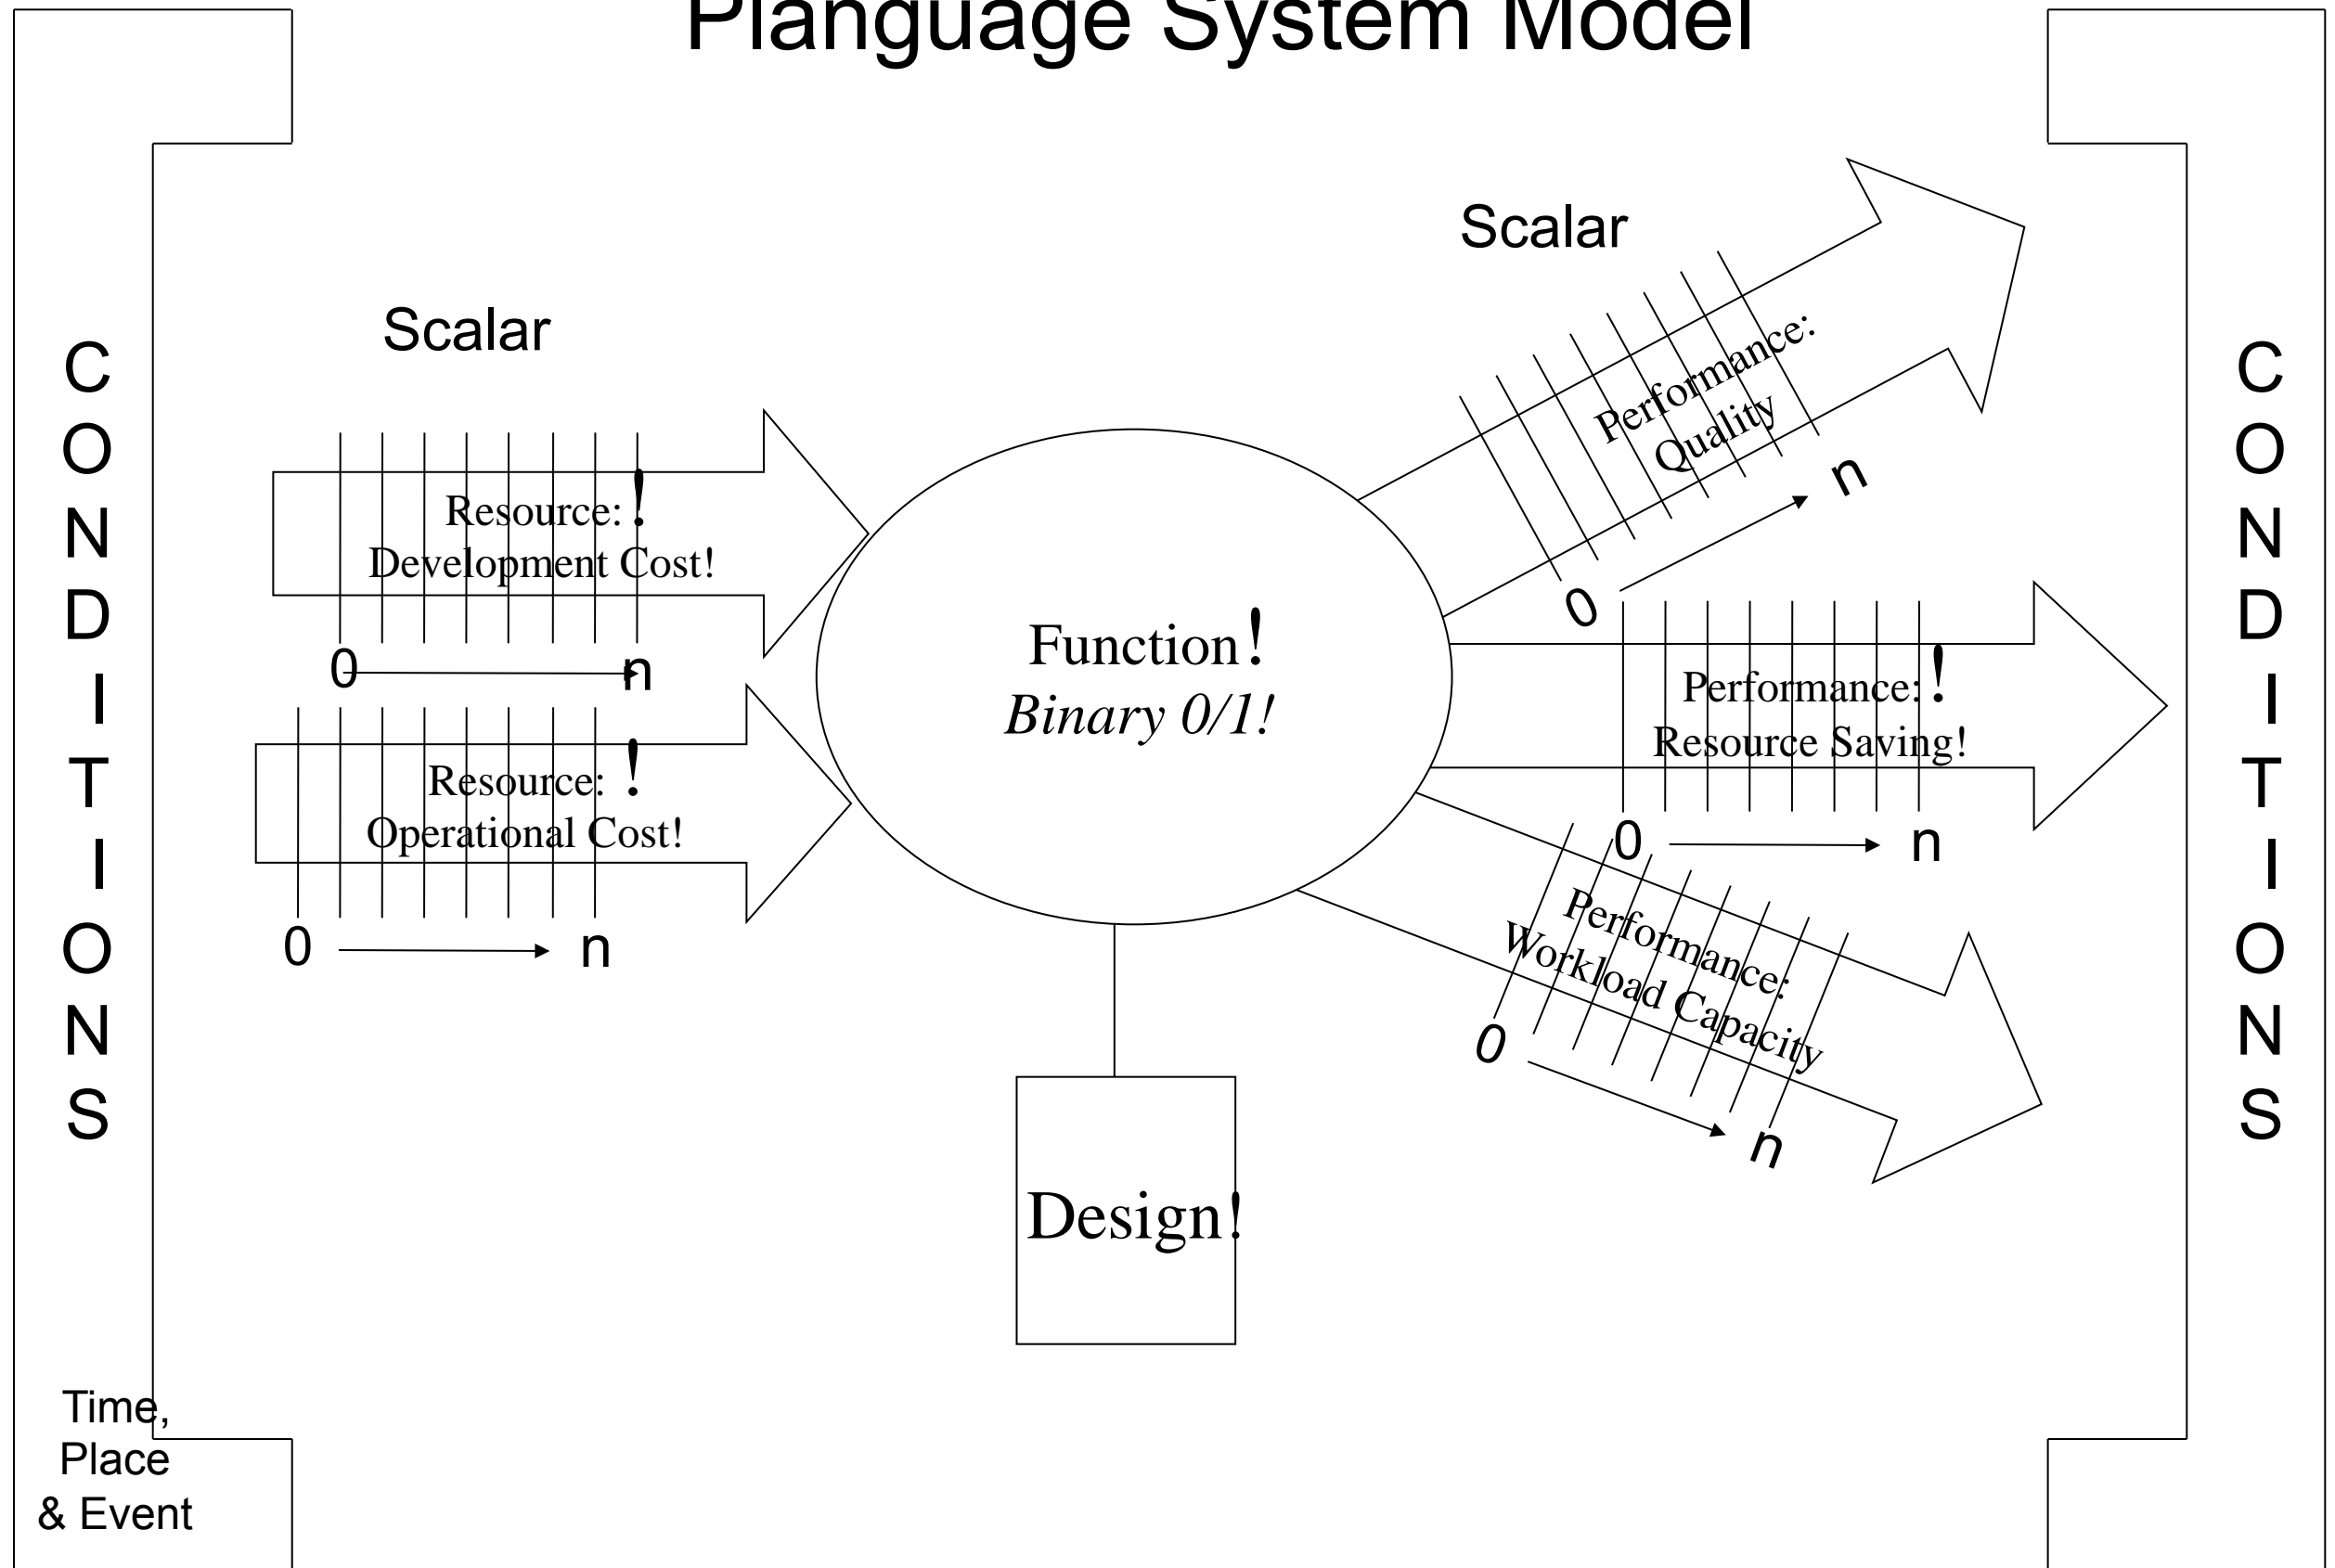 Planguage System Model
Scalar
Scalar
C
O
N
D
I
T
I
O
N
S
Resource:!
Development Cost!
0 n
Resource: !
Operational Cost!
0 n
Function!
Binary 0/1!
Design!
Performance:
Quality
0 n
Performance:!
Resource Saving!
0 n
Performance:
Workload Capacity
0 n
C
O
N
D
I
T
I
O
N
S
Time,
Place
& Event